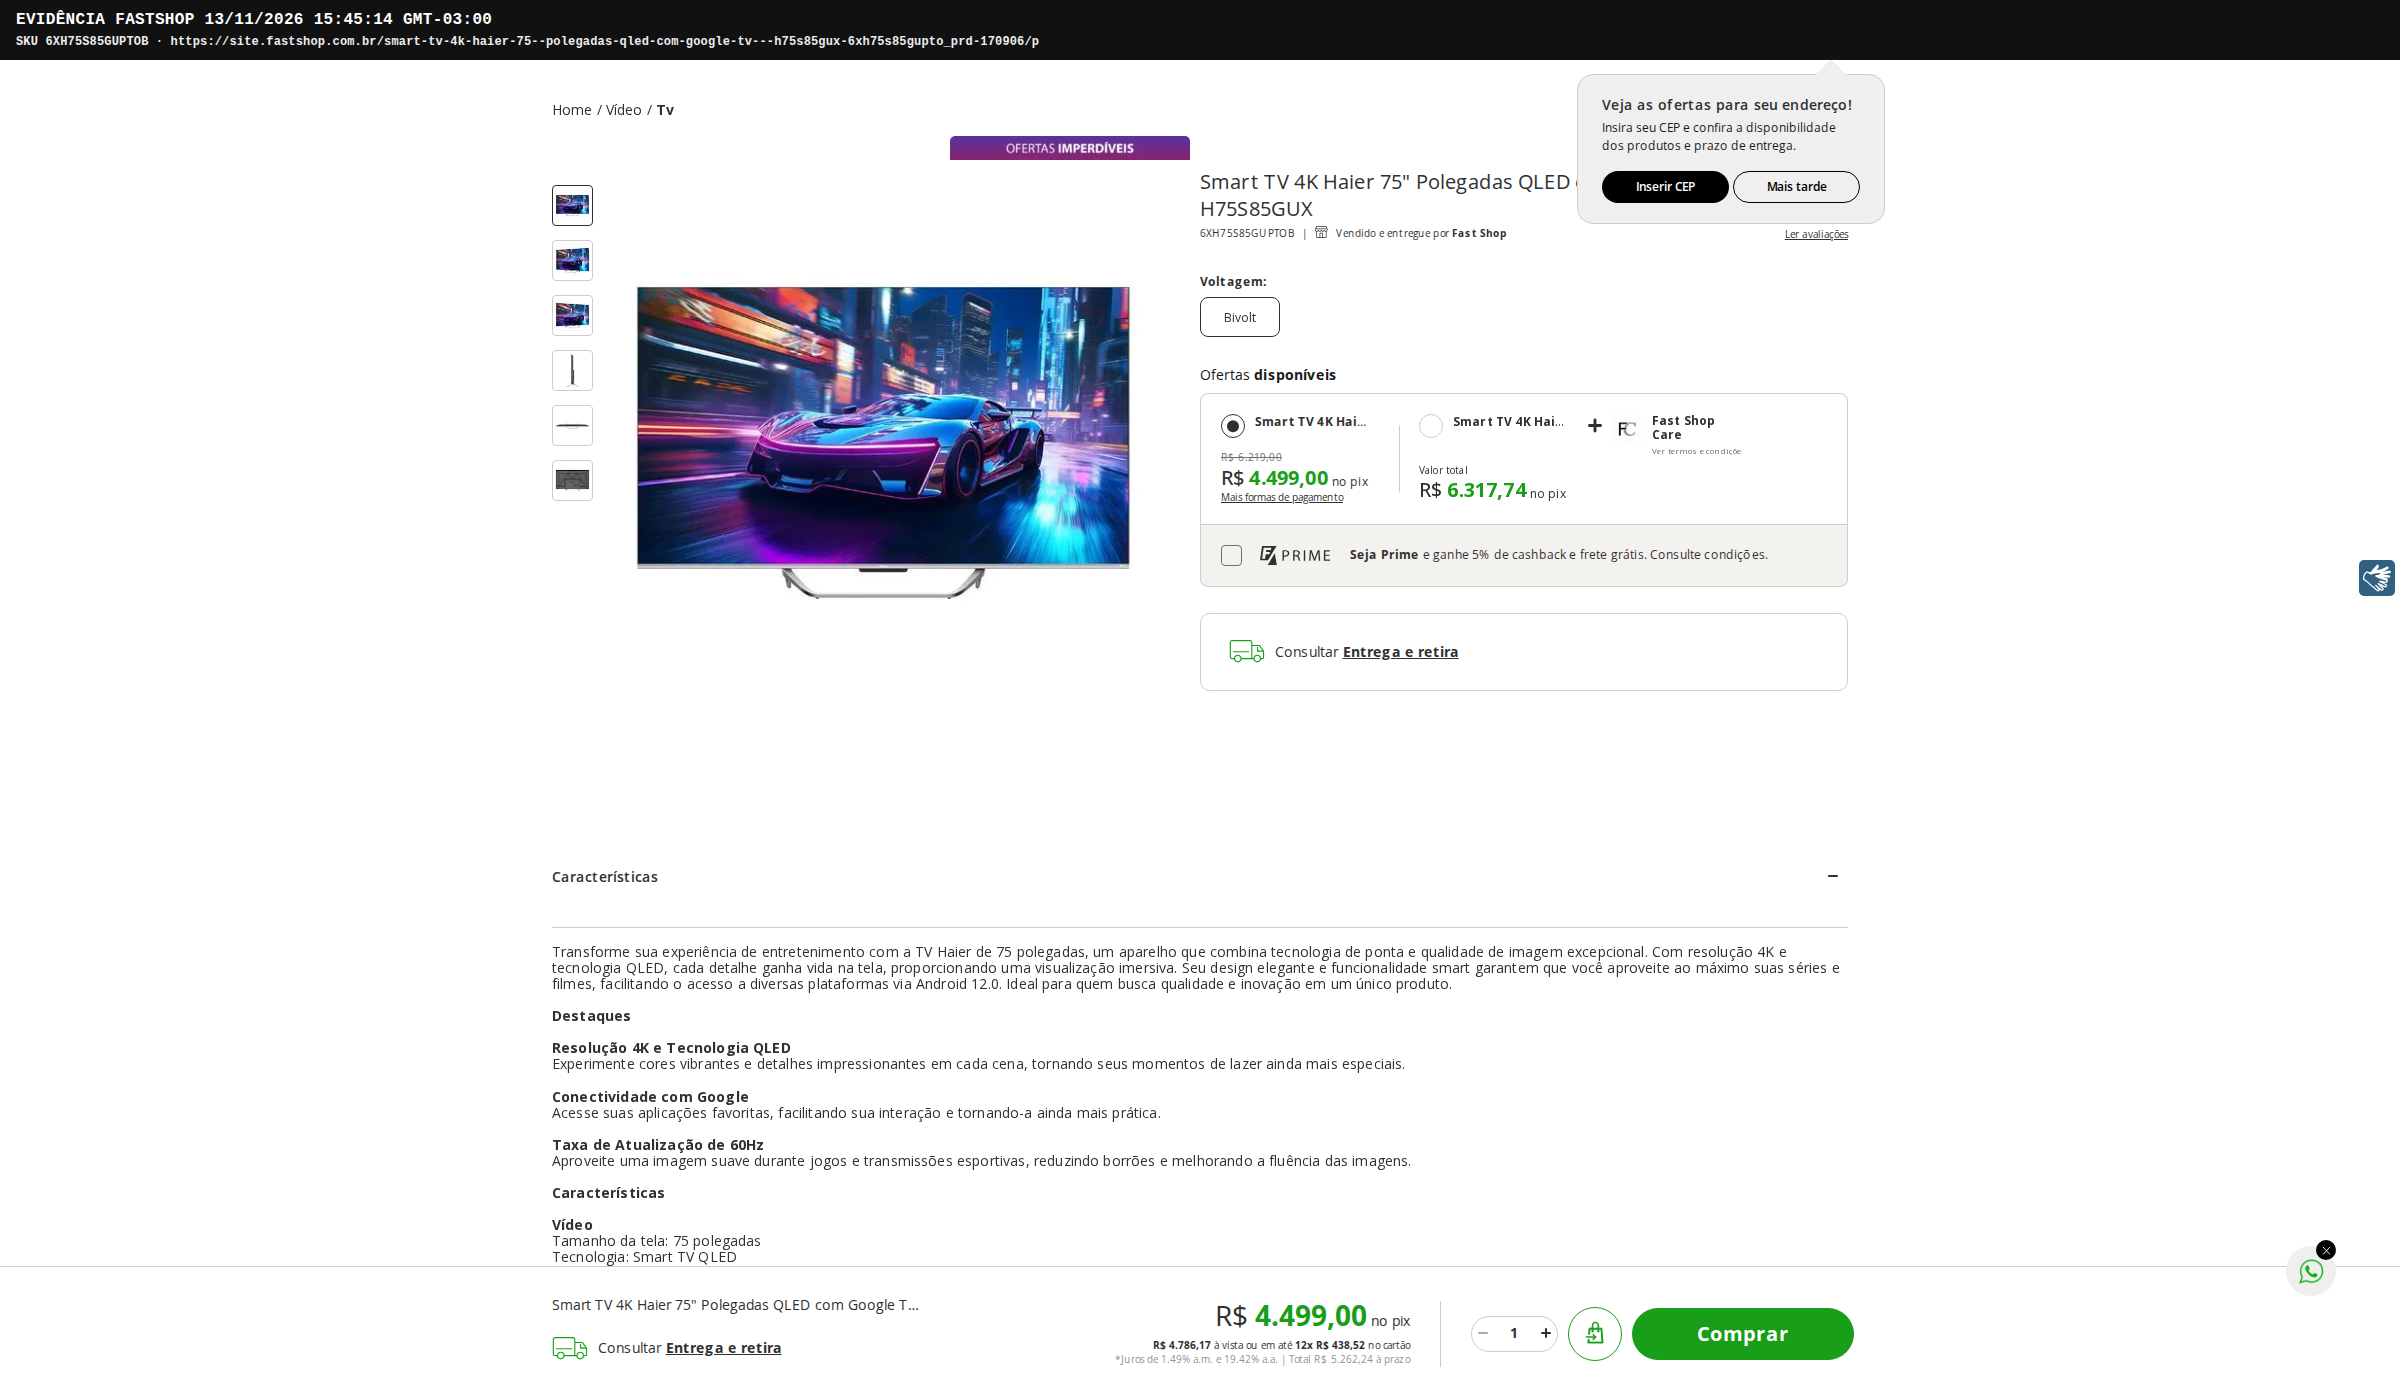 EVIDÊNCIA FASTSHOP 13/11/2026 15:45:14 GMT-03:00
SKU 6XH75S85GUPTOB · https://site.fastshop.com.br/smart-tv-4k-haier-75--polegadas-qled-com-google-tv---h75s85gux-6xh75s85gupto_prd-170906/p
Home / Vídeo / Tv
Veja as ofertas para seu endereço!
Insira seu CEP e confira a disponibilidade
dos produtos e prazo de entrega.
Inserir CEP
Mais tarde
OFERTAS IMPERDÍVEIS
Smart TV 4K Haier 75" Polegadas QLED
H75S85GUX
6XH75S85GUPTOB | Vendido e entregue por Fast Shop
Ler avaliações
Voltagem:
Bivolt
Ofertas disponíveis
Smart TV 4K Hai...
R$ 6.219,00
R$ 4.499,00 no pix
Mais formas de pagamento
Smart TV 4K Hai...
Valor total
R$ 6.317,74 no pix
+
FC
Fast Shop
Care
Ver termos e condiçõe
PRIME
Seja Prime e ganhe 5% de cashback e frete grátis. Consulte condições.
Consultar Entrega e retira
Características
Transforme sua experiência de entretenimento com a TV Haier de 75 polegadas, um aparelho que combina tecnologia de ponta e qualidade de imagem excepcional. Com resolução 4K e
tecnologia QLED, cada detalhe ganha vida na tela, proporcionando uma visualização imersiva. Seu design elegante e funcionalidade smart garantem que você aproveite ao máximo suas séries e
filmes, facilitando o acesso a diversas plataformas via Android 12.0. Ideal para quem busca qualidade e inovação em um único produto.
Destaques
Resolução 4K e Tecnologia QLED
Experimente cores vibrantes e detalhes impressionantes em cada cena, tornando seus momentos de lazer ainda mais especiais.
Conectividade com Google
Acesse suas aplicações favoritas, facilitando sua interação e tornando-a ainda mais prática.
Taxa de Atualização de 60Hz
Aproveite uma imagem suave durante jogos e transmissões esportivas, reduzindo borrões e melhorando a fluência das imagens.
Características
Vídeo
Tamanho da tela: 75 polegadas
Tecnologia: Smart TV QLED
Smart TV 4K Haier 75" Polegadas QLED com Google T...
Consultar Entrega e retira
R$ 4.499,00 no pix
R$ 4.786,17 à vista ou em até 12x R$ 438,52 no cartão
*Juros de 1.49% a.m. e 19.42% a.a. | Total R$ 5.262,24 à prazo
− 1 +
Comprar